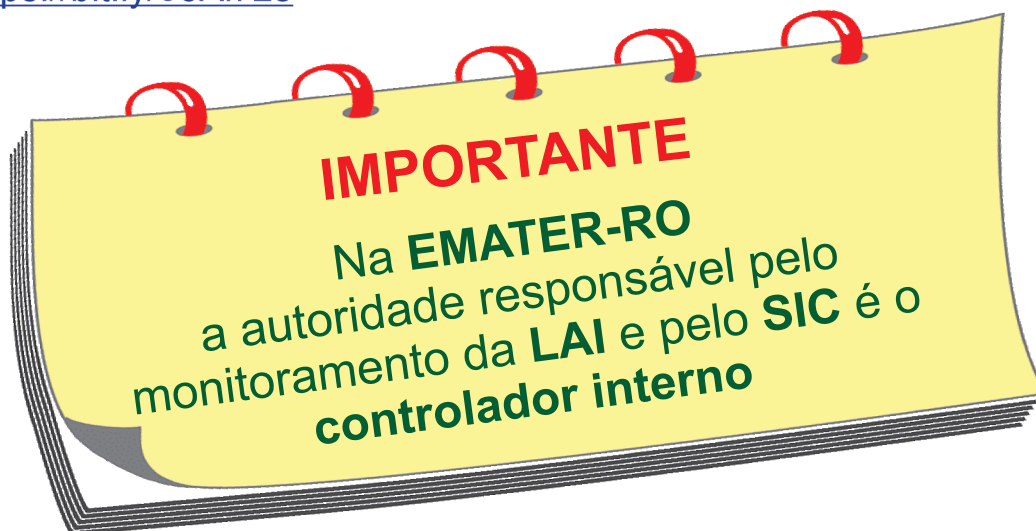 IMPORTANTE
Na EMATER-RO
a autoridade responsável pelo
monitoramento da LAI e pelo SIC é o
controlador interno